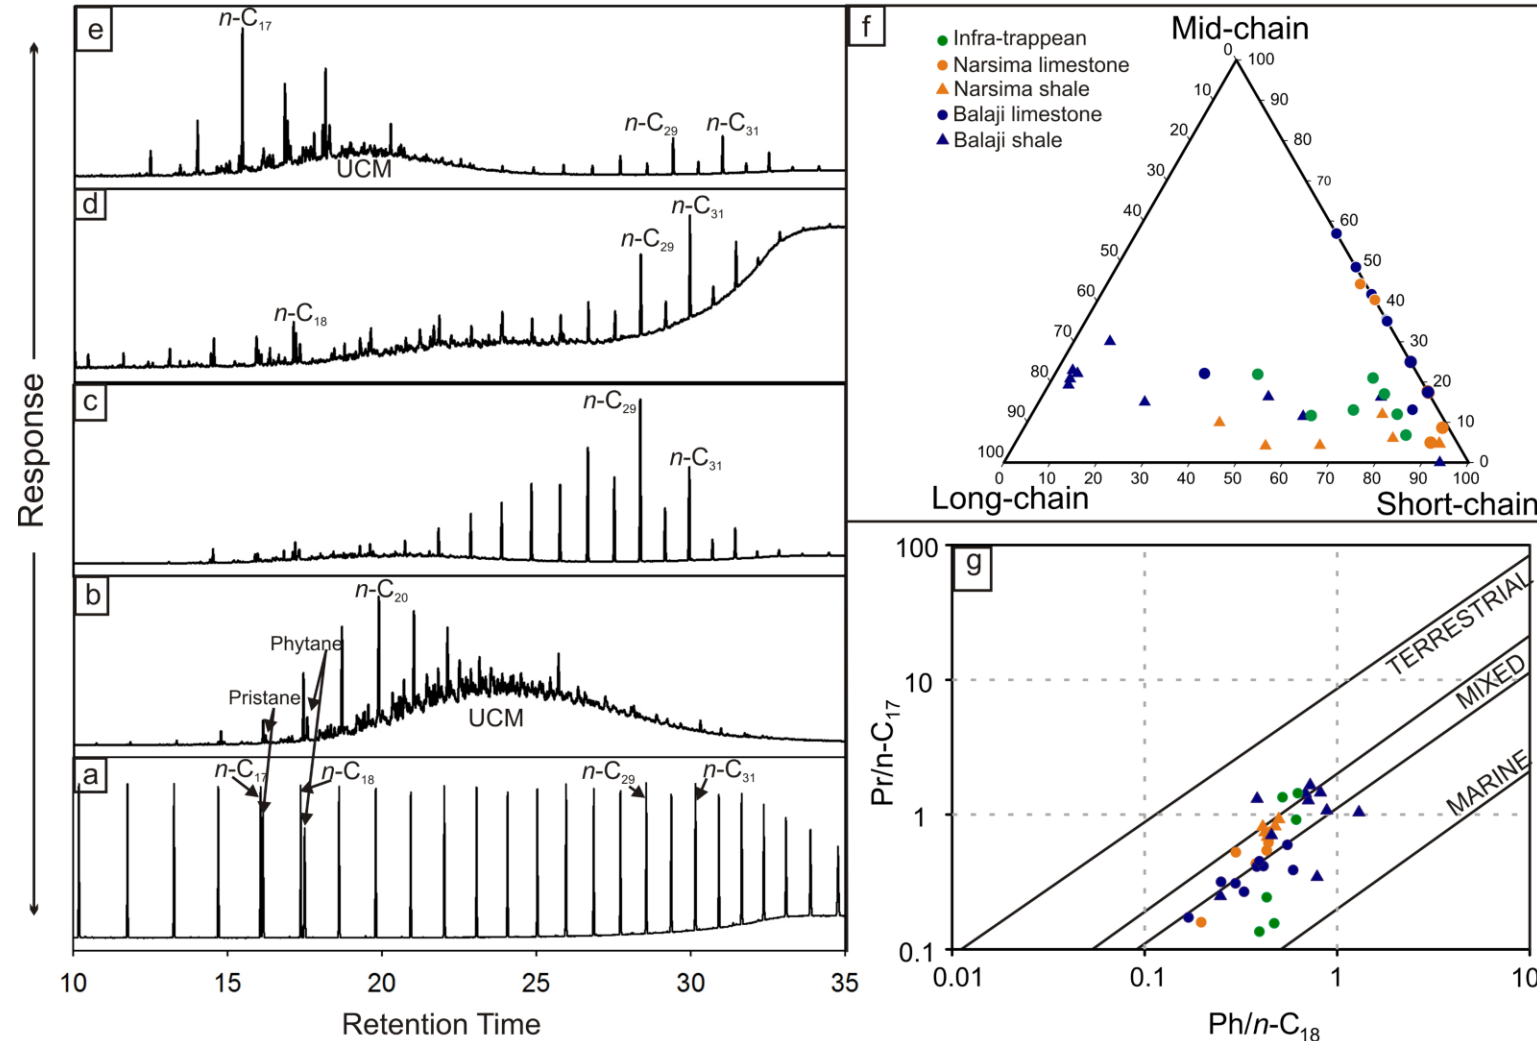 e
n-C17
UCM
n-C29
n-C31
d
n-C18
n-C29
n-C31
c
n-C29
n-C31
b
n-C20
Phytane
Pristane
UCM
a
n-C17
n-C18
n-C29
n-C31
Response
10 15 20 25 30 35
Retention Time
f
Mid-chain
Infra-trappean
Narsima limestone
Narsima shale
Balaji limestone
Balaji shale
0 10 20 30 40 50 60 70 80 90 100
100 90 80 70 60 50 40 30 20 10 0
0 10 20 30 40 50 60 70 80 90 100
Long-chain
Short-chain
g
TERRESTRIAL
MIXED
MARINE
100
10
1
0.1
Pr/n-C17
0.01 0.1 1 10
Ph/n-C18